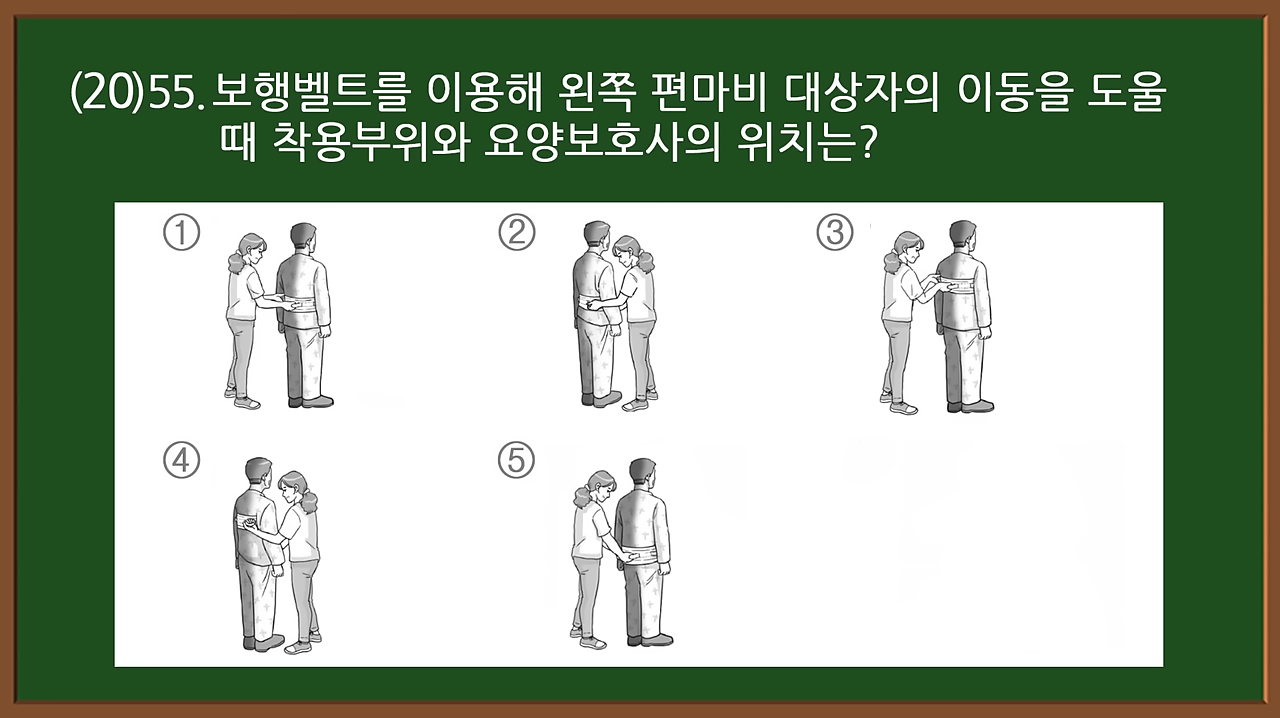 (20)55. 보행벨트를 이용해 왼쪽 편마비 대상자의 이동을 도울
때 착용부위와 요양보호사의 위치는?
① ② ③
④ ⑤